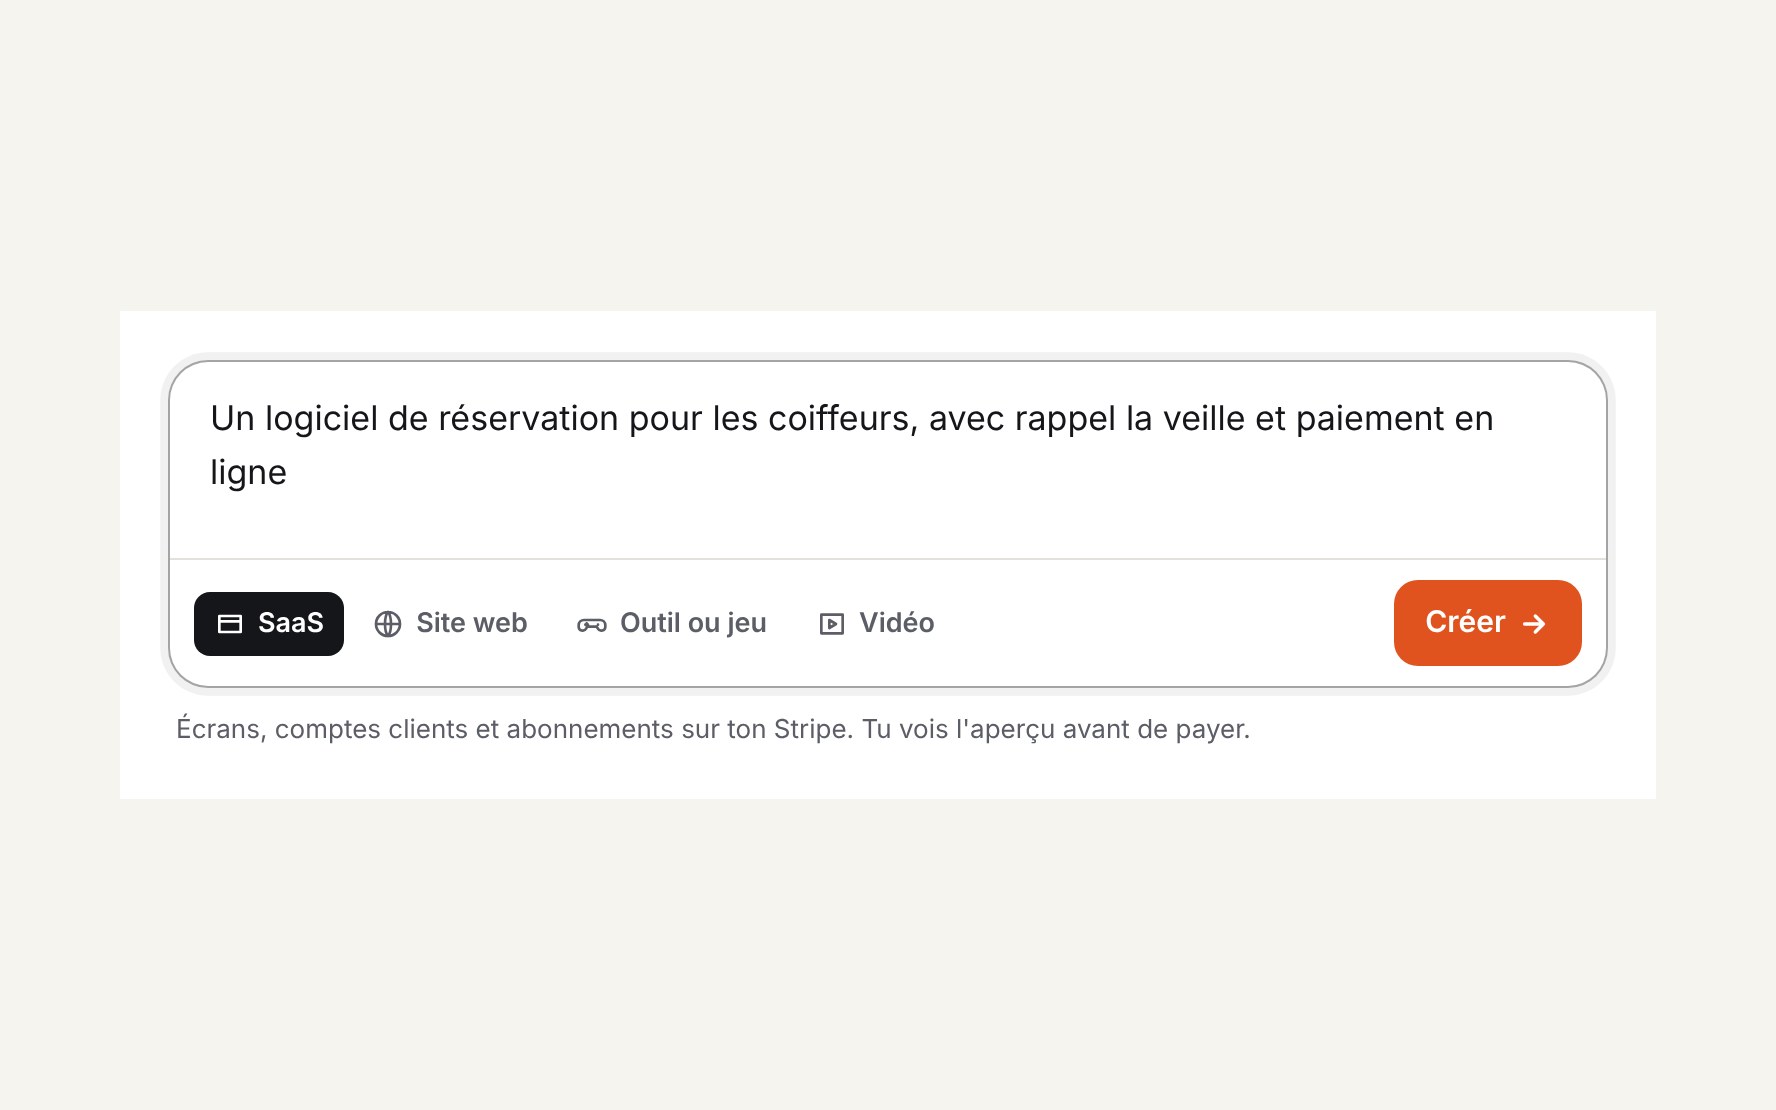 Un logiciel de réservation pour les coiffeurs, avec rappel la veille et paiement en
ligne
SaaS
Site web
Outil ou jeu
Vidéo
Créer →
Écrans, comptes clients et abonnements sur ton Stripe. Tu vois l'aperçu avant de payer.